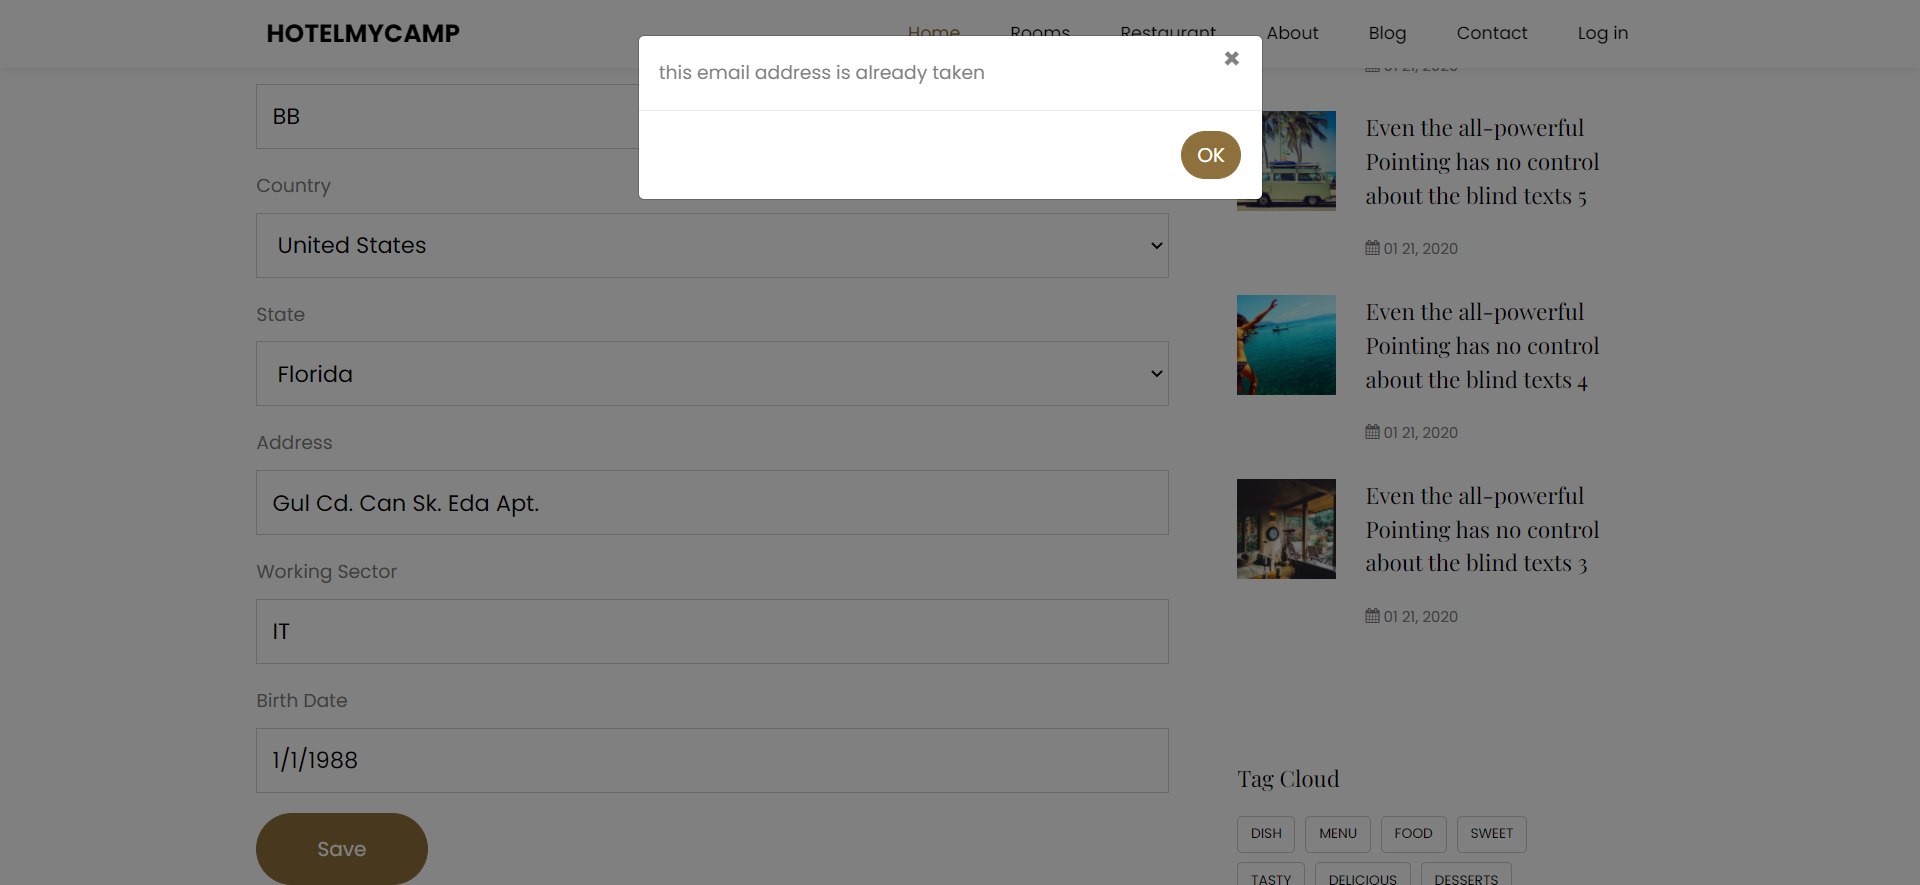 HOTELMYCAMP
Home Rooms Restaurant About Blog Contact Log in
this email address is already taken
✖
OK
BB
Country
United States
State
Florida
Address
Gul Cd. Can Sk. Eda Apt.
Working Sector
IT
Birth Date
1/1/1988
Save
01 21, 2020
Even the all-powerful
Pointing has no control
about the blind texts 5
01 21, 2020
Even the all-powerful
Pointing has no control
about the blind texts 4
01 21, 2020
Even the all-powerful
Pointing has no control
about the blind texts 3
01 21, 2020
Tag Cloud
DISH MENU FOOD SWEET
TASTY DELICIOUS DESSERTS